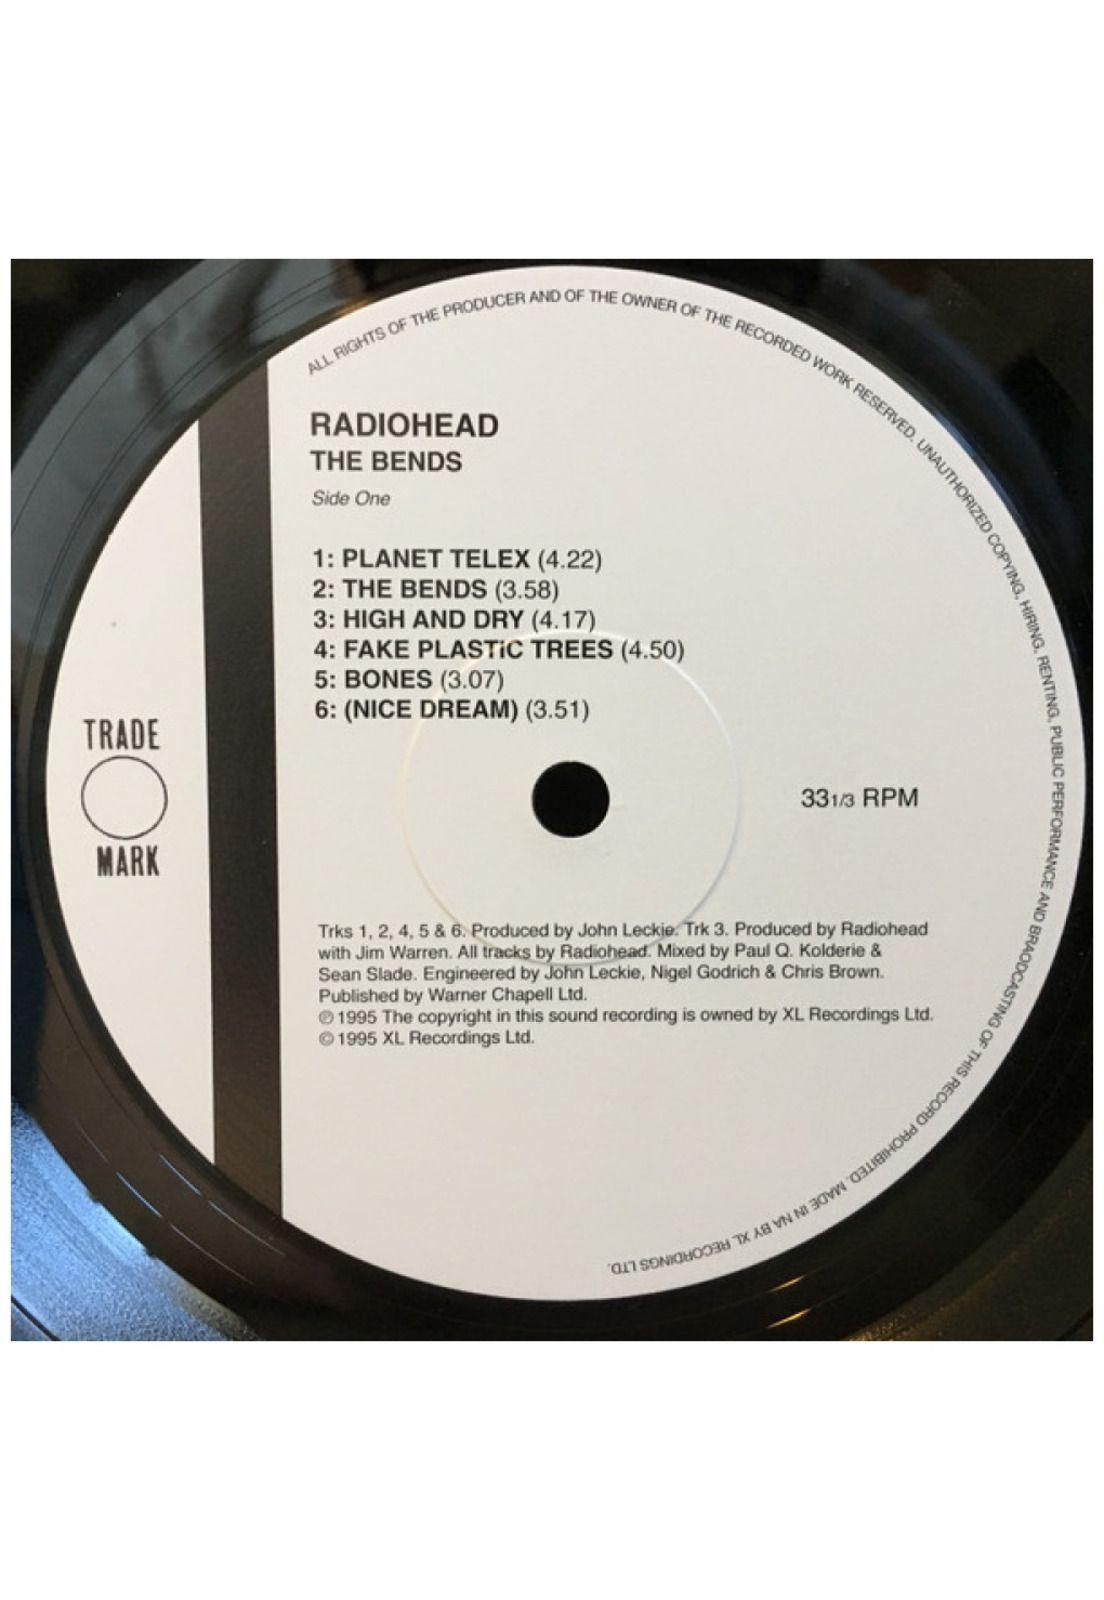 ALL RIGHTS OF THE PRODUCER AND OF THE OWNER OF THE RECORDED WORK RESERVED. UNAUTHORIZED COPYING, HIRING, RENTING, PUBLIC PERFORMANCE AND BRAODCASTING OF THIS RECORD PROHIBITED. MADE IN NA BY XL RECORDINGS LTD.
RADIOHEAD
THE BENDS
Side One
1: PLANET TELEX (4.22)
2: THE BENDS (3.58)
3: HIGH AND DRY (4.17)
4: FAKE PLASTIC TREES (4.50)
5: BONES (3.07)
6: (NICE DREAM) (3.51)
TRADE
MARK
33 1/3 RPM
Trks 1, 2, 4, 5 & 6. Produced by John Leckie. Trk 3. Produced by Radiohead
with Jim Warren. All tracks by Radiohead. Mixed by Paul Q. Kolderie &
Sean Slade. Engineered by John Leckie, Nigel Godrich & Chris Brown.
Published by Warner Chapell Ltd.
℗ 1995 The copyright in this sound recording is owned by XL Recordings Ltd.
© 1995 XL Recordings Ltd.